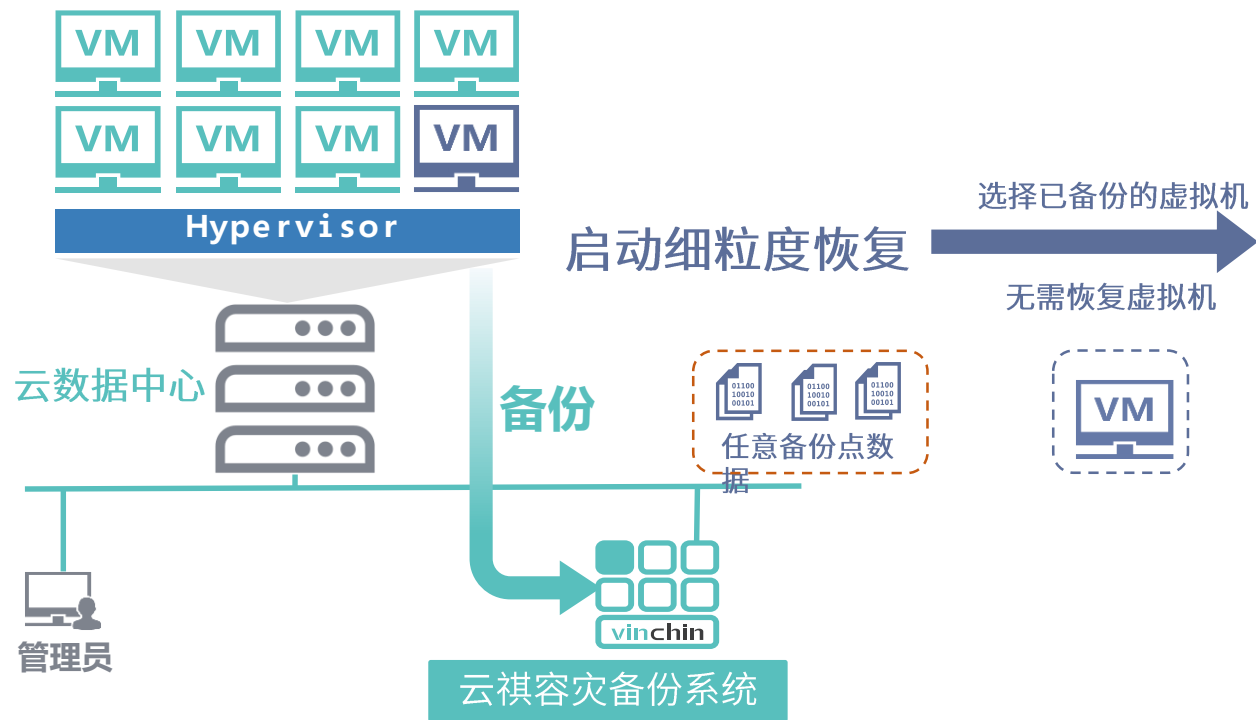 VM VM VM VM
VM VM VM VM
Hypervisor
选择已备份的虚拟机
启动细粒度恢复
无需恢复虚拟机
云数据中心
备份
01100 01100 01100
10010 10010 10010
00101 00101 00101
任意备份点数
据
VM
vinchin
管理员
云祺容灾备份系统